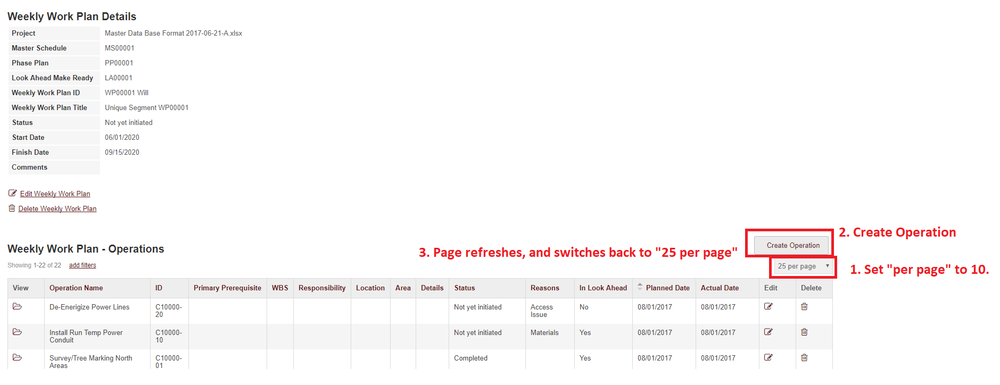 Weekly Work Plan Details
Project Master Data Base Format 2017-06-21-A.xlsx
Master Schedule MS00001
Phase Plan PP00001
Look Ahead Make Ready LA00001
Weekly Work Plan ID WP00001 Will
Weekly Work Plan Title Unique Segment WP00001
Status Not yet initiated
Start Date 06/01/2020
Finish Date 09/15/2020
Comments
Edit Weekly Work Plan
Delete Weekly Work Plan
2. Create Operation
Create Operation
Weekly Work Plan - Operations
3. Page refreshes, and switches back to "25 per page"
Showing 1-22 of 22 add filters
25 per page
1. Set "per page" to 10.
View Operation Name ID Primary Prerequisite WBS Responsibility Location Area Details Status Reasons In Look Ahead Planned Date Actual Date Edit Delete
De-Enerigize Power Lines C10000- Not yet initiated Access No 08/01/2017 08/01/2017
20 Issue
Install Run Temp Power C10000- Not yet initiated Materials Yes 08/01/2017 08/01/2017
Conduit 10
Survey/Tree Marking North C10000- Completed Yes 08/01/2017 08/01/2017
Areas 01